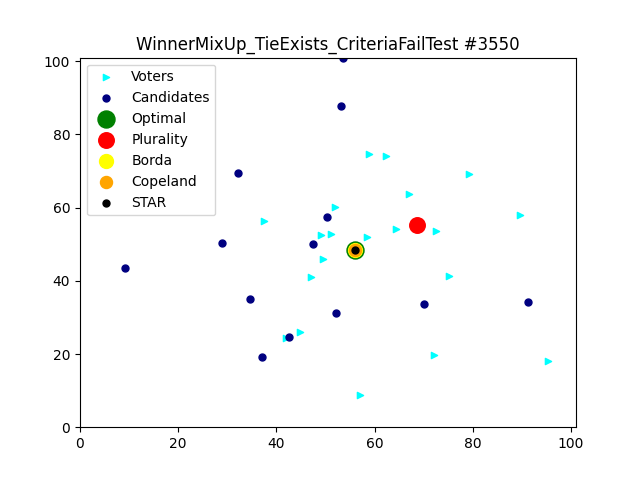 WinnerMixUp_TieExists_CriteriaFailTest #3550
100
80
60
40
20
0
Voters
Candidates
Optimal
Plurality
Borda
Copeland
STAR
0 20 40 60 80 100